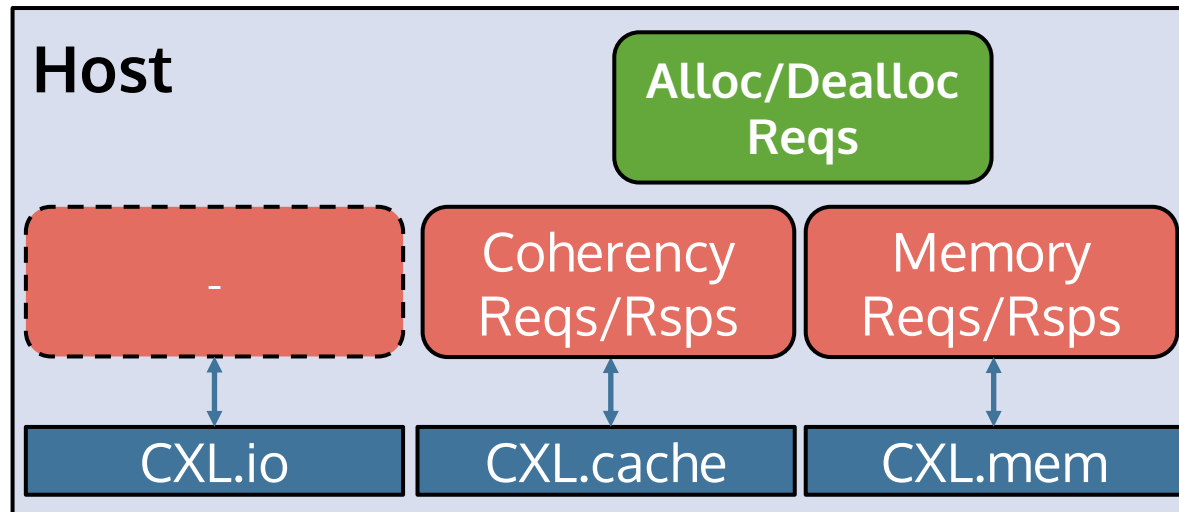 Host
Alloc/Dealloc
Reqs
-
Coherency
Reqs/Rsps
Memory
Reqs/Rsps
CXL.io
CXL.cache
CXL.mem